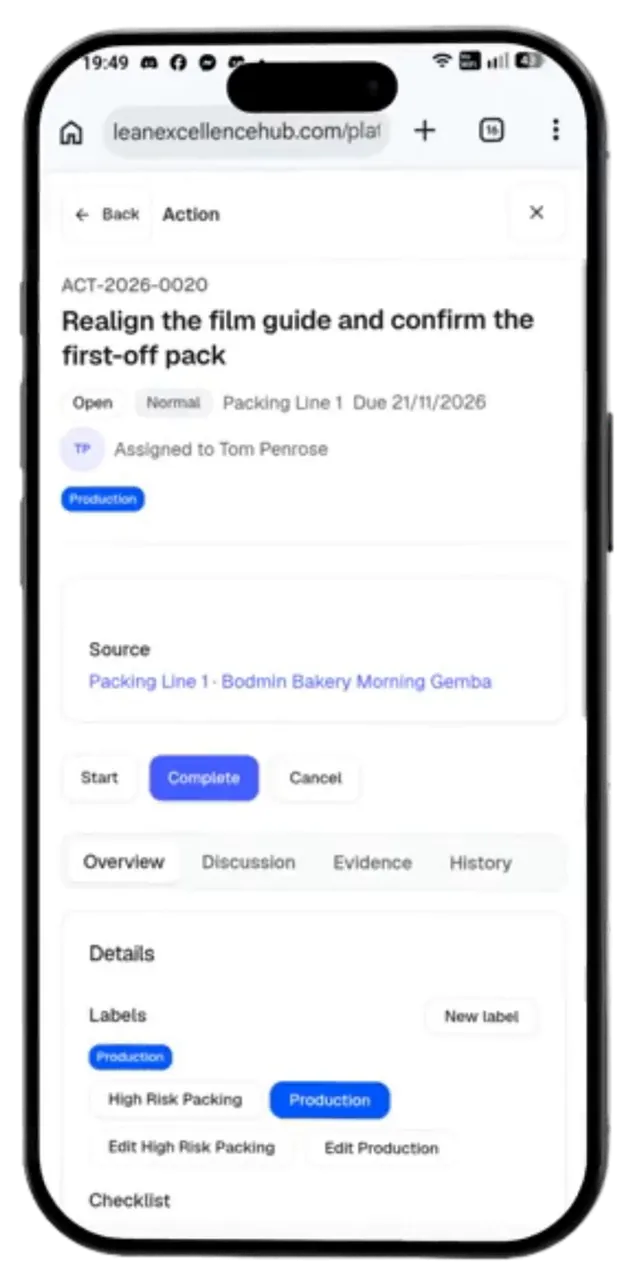 19:49
leanexcellencehub.com/plat
16
← Back Action ×
ACT-2026-0020
Realign the film guide and confirm the
first-off pack
Open Normal Packing Line 1 Due 21/11/2026
TP Assigned to Tom Penrose
Production
Source
Packing Line 1 · Bodmin Bakery Morning Gemba
Start Complete Cancel
Overview Discussion Evidence History
Details
Labels New label
Production
High Risk Packing Production
Edit High Risk Packing Edit Production
Checklist